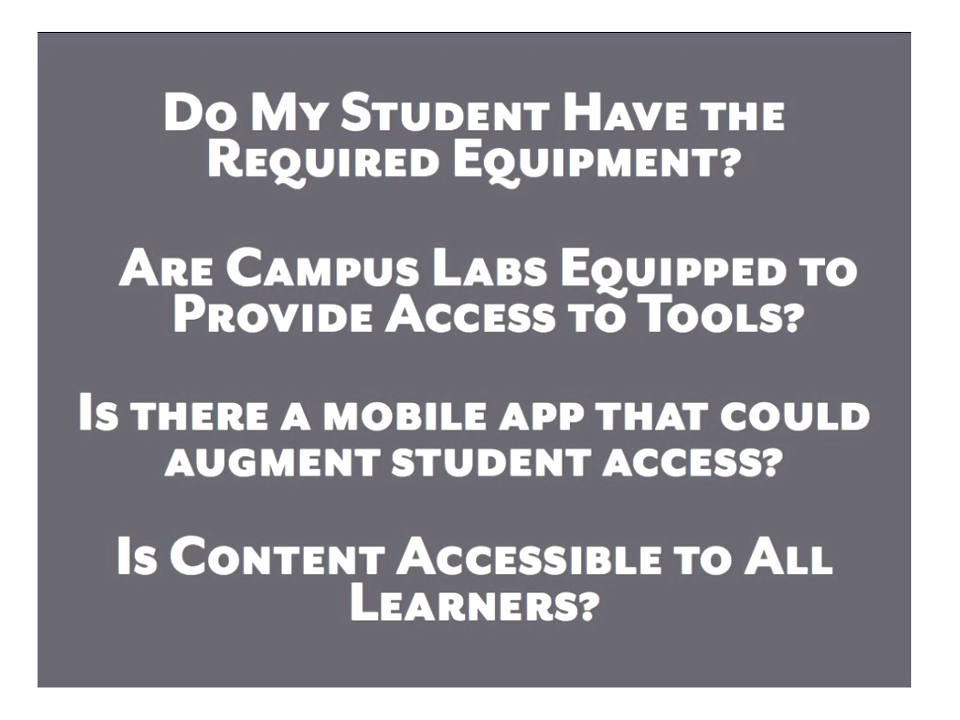 Do My Student Have the
Required Equipment?
Are Campus Labs Equipped to
Provide Access to Tools?
Is there a mobile app that could
augment student access?
Is Content Accessible to All
Learners?